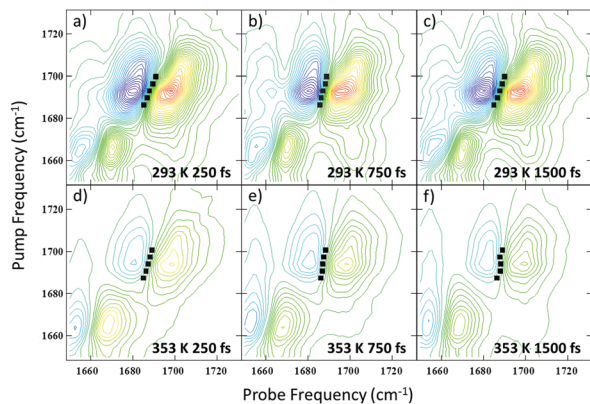 a)
b)
c)
1720
1700
1680
1660
293 K 250 fs
293 K 750 fs
293 K 1500 fs
d)
e)
f)
1720
1700
1680
1660
353 K 250 fs
353 K 750 fs
353 K 1500 fs
1660 1680 1700 1720
1660 1680 1700 1720
1660 1680 1700 1720
Pump Frequency (cm⁻¹)
Probe Frequency (cm⁻¹)